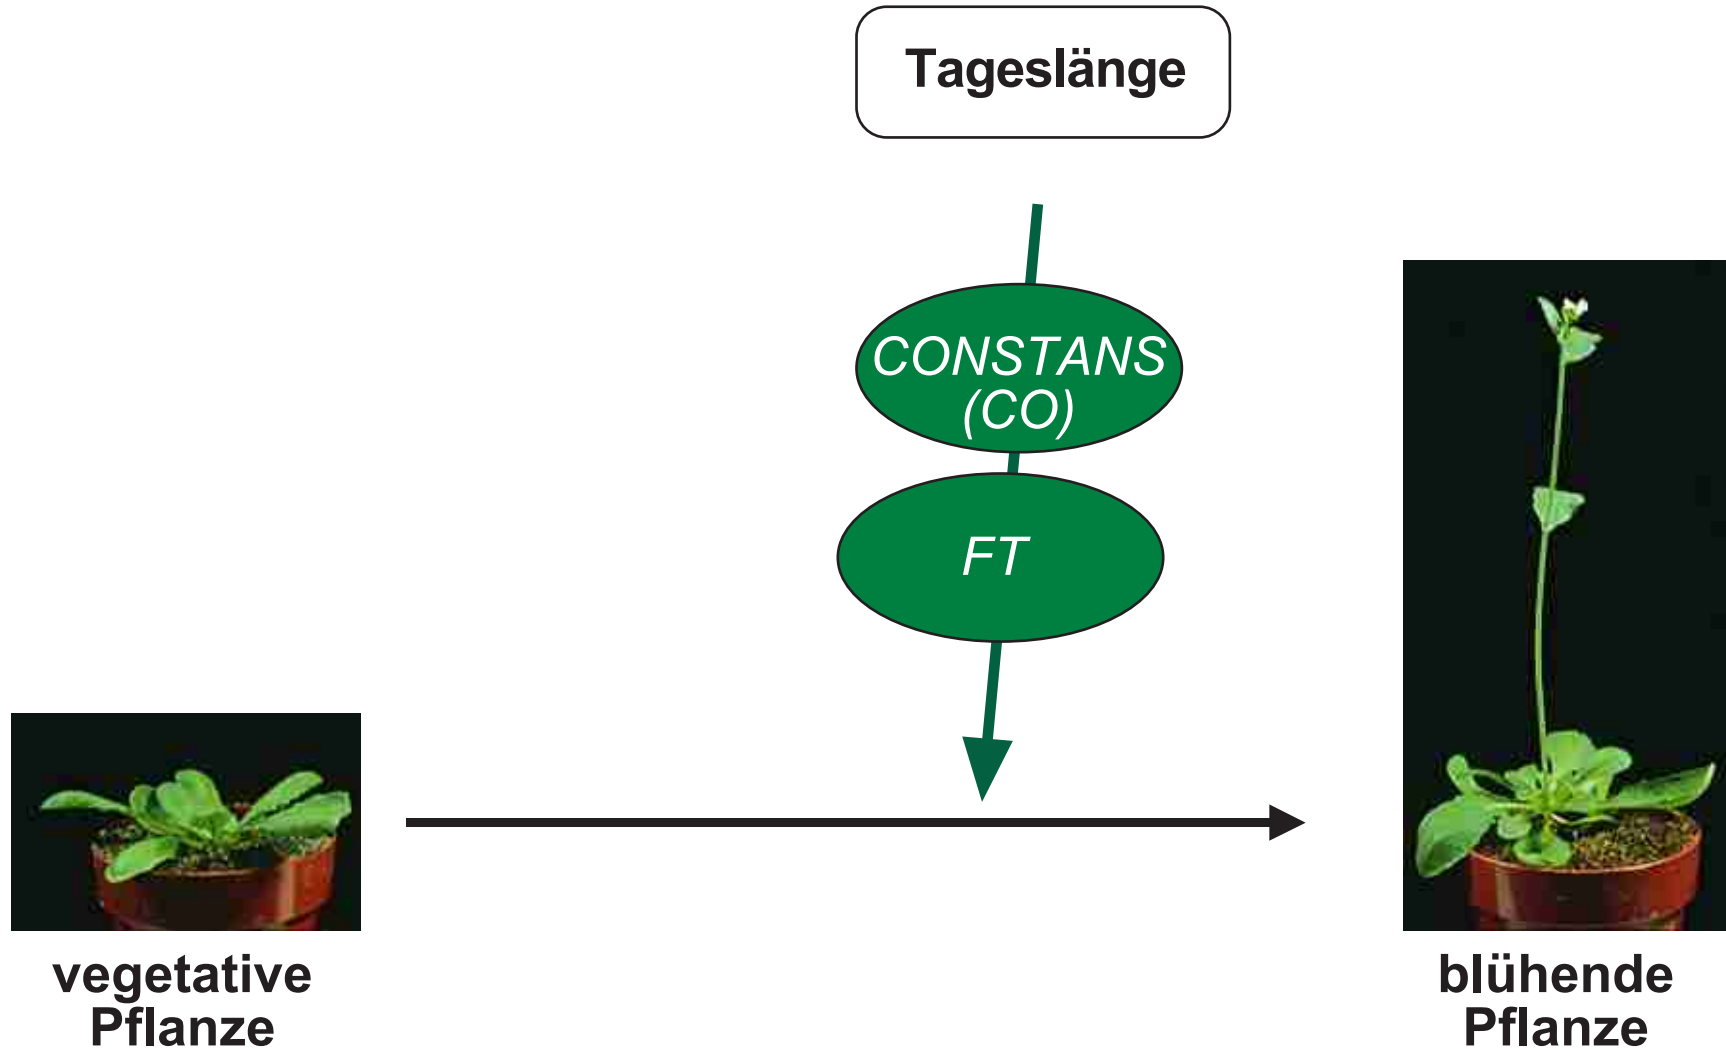 Tageslänge
CONSTANS
(CO)
FT
vegetative
Pflanze
blühende
Pflanze